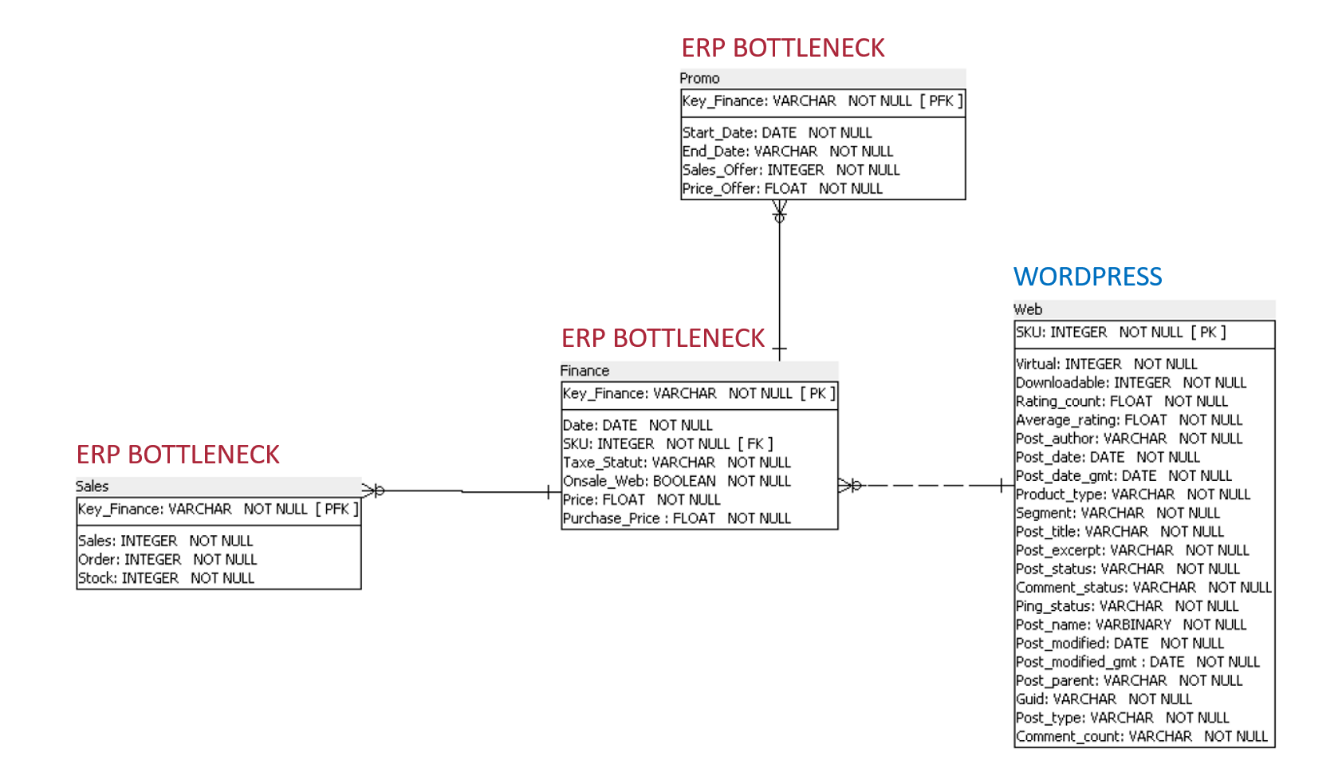 ERP BOTTLENECK
Promo
Key_Finance: VARCHAR NOT NULL [ PFK ]
Start_Date: DATE NOT NULL
End_Date: VARCHAR NOT NULL
Sales_Offer: INTEGER NOT NULL
Price_Offer: FLOAT NOT NULL
WORDPRESS
Web
SKU: INTEGER NOT NULL [ PK ]
Virtual: INTEGER NOT NULL
Downloadable: INTEGER NOT NULL
Rating_count: FLOAT NOT NULL
Average_rating: FLOAT NOT NULL
Post_author: VARCHAR NOT NULL
Post_date: DATE NOT NULL
Post_date_gmt: DATE NOT NULL
Product_type: VARCHAR NOT NULL
Segment: VARCHAR NOT NULL
Post_title: VARCHAR NOT NULL
Post_excerpt: VARCHAR NOT NULL
Post_status: VARCHAR NOT NULL
Comment_status: VARCHAR NOT NULL
Ping_status: VARCHAR NOT NULL
Post_name: VARBINARY NOT NULL
Post_modified: DATE NOT NULL
Post_modified_gmt : DATE NOT NULL
Post_parent: VARCHAR NOT NULL
Guid: VARCHAR NOT NULL
Post_type: VARCHAR NOT NULL
Comment_count: VARCHAR NOT NULL
ERP BOTTLENECK
Finance
Key_Finance: VARCHAR NOT NULL [ PK ]
Date: DATE NOT NULL
SKU: INTEGER NOT NULL [ FK ]
Taxe_Statut: VARCHAR NOT NULL
Onsale_Web: BOOLEAN NOT NULL
Price: FLOAT NOT NULL
Purchase_Price : FLOAT NOT NULL
ERP BOTTLENECK
Sales
Key_Finance: VARCHAR NOT NULL [ PFK ]
Sales: INTEGER NOT NULL
Order: INTEGER NOT NULL
Stock: INTEGER NOT NULL